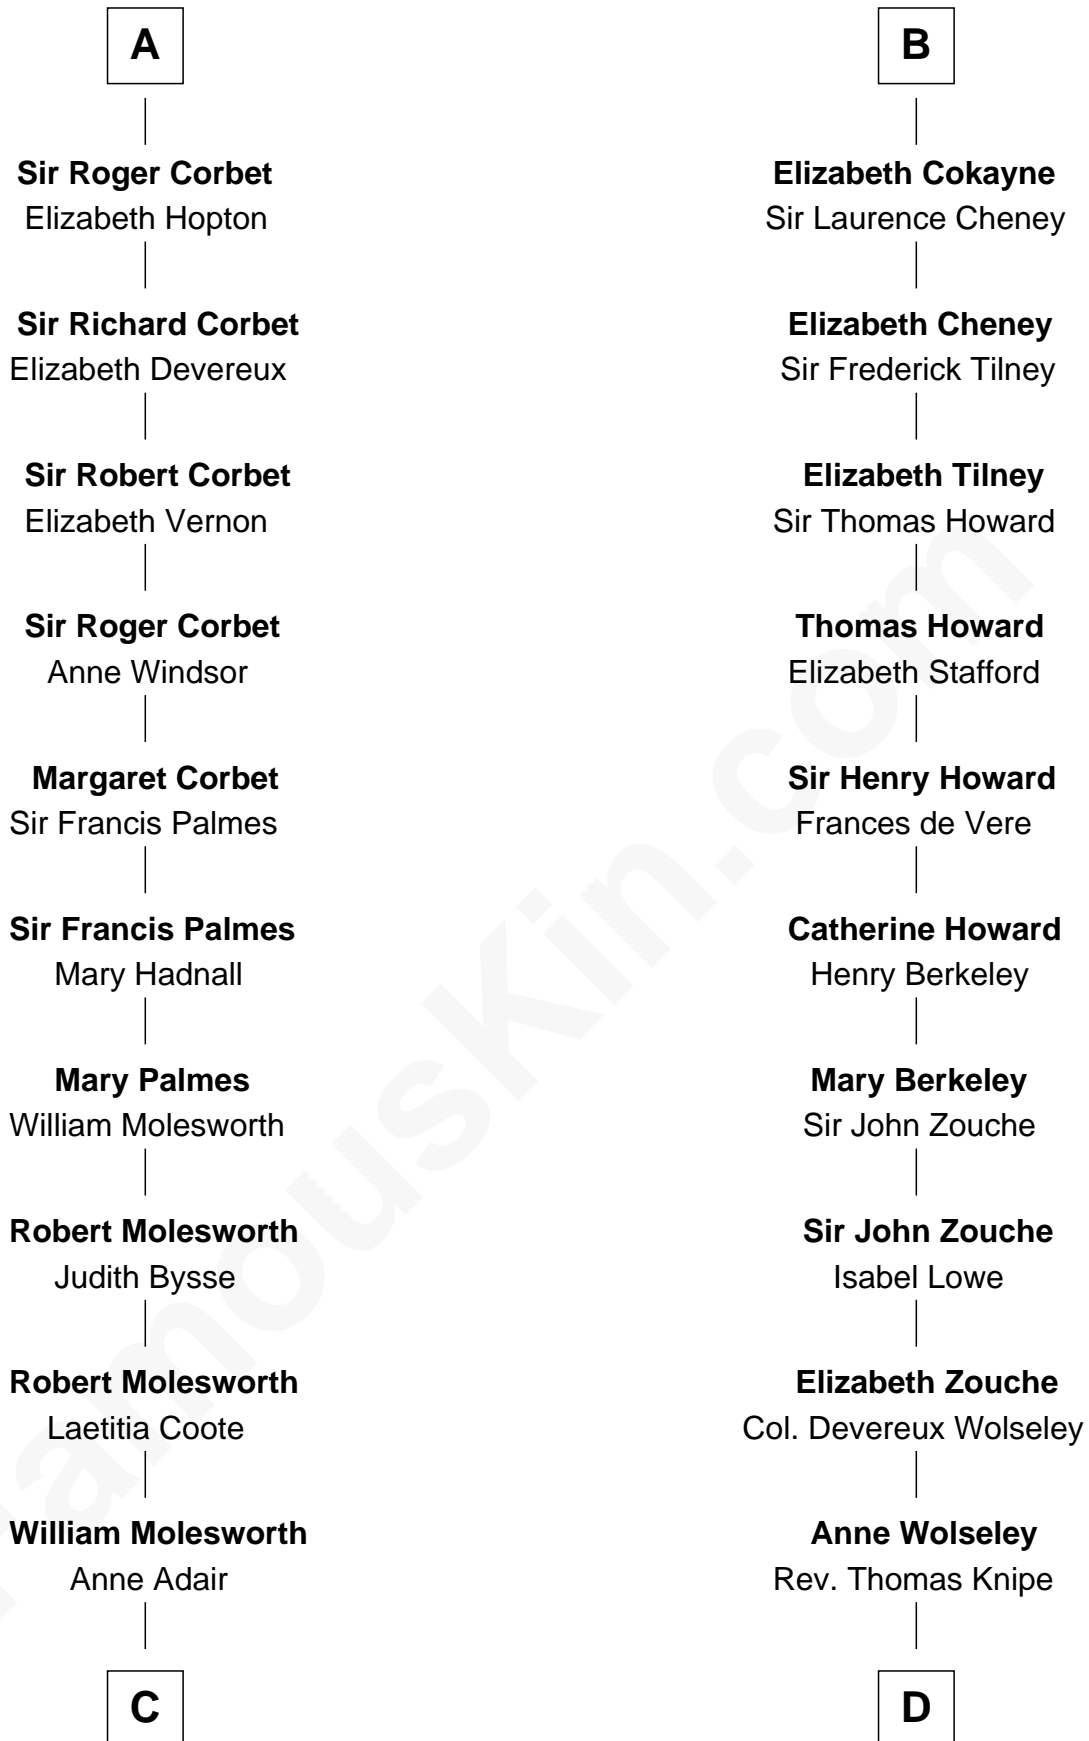 A
Sir Roger Corbet
Elizabeth Hopton
Sir Richard Corbet
Elizabeth Devereux
Sir Robert Corbet
Elizabeth Vernon
Sir Roger Corbet
Anne Windsor
Margaret Corbet
Sir Francis Palmes
Sir Francis Palmes
Mary Hadnall
Mary Palmes
William Molesworth
Robert Molesworth
Judith Bysse
Robert Molesworth
Laetitia Coote
William Molesworth
Anne Adair
C
B
Elizabeth Cokayne
Sir Laurence Cheney
Elizabeth Cheney
Sir Frederick Tilney
Elizabeth Tilney
Sir Thomas Howard
Thomas Howard
Elizabeth Stafford
Sir Henry Howard
Frances de Vere
Catherine Howard
Henry Berkeley
Mary Berkeley
Sir John Zouche
Sir John Zouche
Isabel Lowe
Elizabeth Zouche
Col. Devereux Wolseley
Anne Wolseley
Rev. Thomas Knipe
D
FamousKin.com